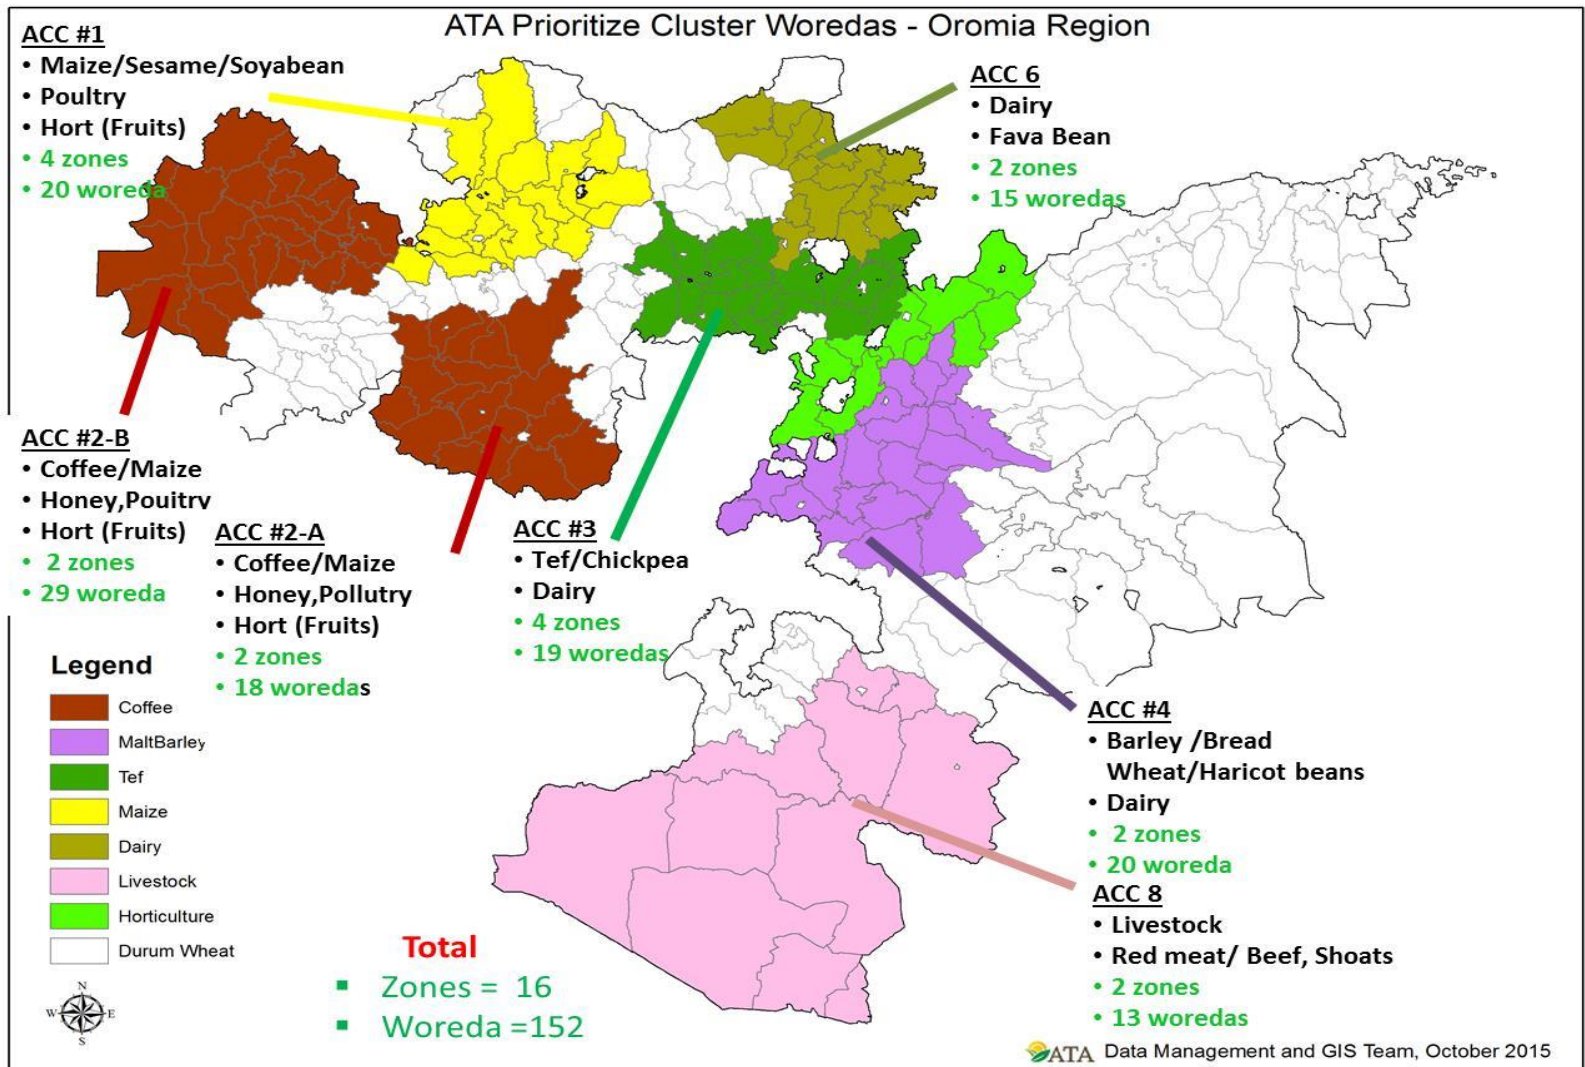 ATA Prioritize Cluster Woredas - Oromia Region
ACC #1
• Maize/Sesame/Soyabean
• Poultry
• Hort (Fruits)
• 4 zones
• 20 woreda
ACC 6
• Dairy
• Fava Bean
• 2 zones
• 15 woredas
ACC #2-B
• Coffee/Maize
• Honey,Pouitry
• Hort (Fruits)
• 2 zones
• 29 woreda
ACC #2-A
• Coffee/Maize
• Honey,Pollutry
• Hort (Fruits)
• 2 zones
• 18 woredas
ACC #3
• Tef/Chickpea
• Dairy
• 4 zones
• 19 woredas
ACC #4
• Barley /Bread
Wheat/Haricot beans
• Dairy
• 2 zones
• 20 woreda
ACC 8
• Livestock
• Red meat/ Beef, Shoats
• 2 zones
• 13 woredas
Legend
Coffee
MaltBarley
Tef
Maize
Dairy
Livestock
Horticulture
Durum Wheat
N
W E
S
Total
▪ Zones = 16
▪ Woreda =152
ATA Data Management and GIS Team, October 2015